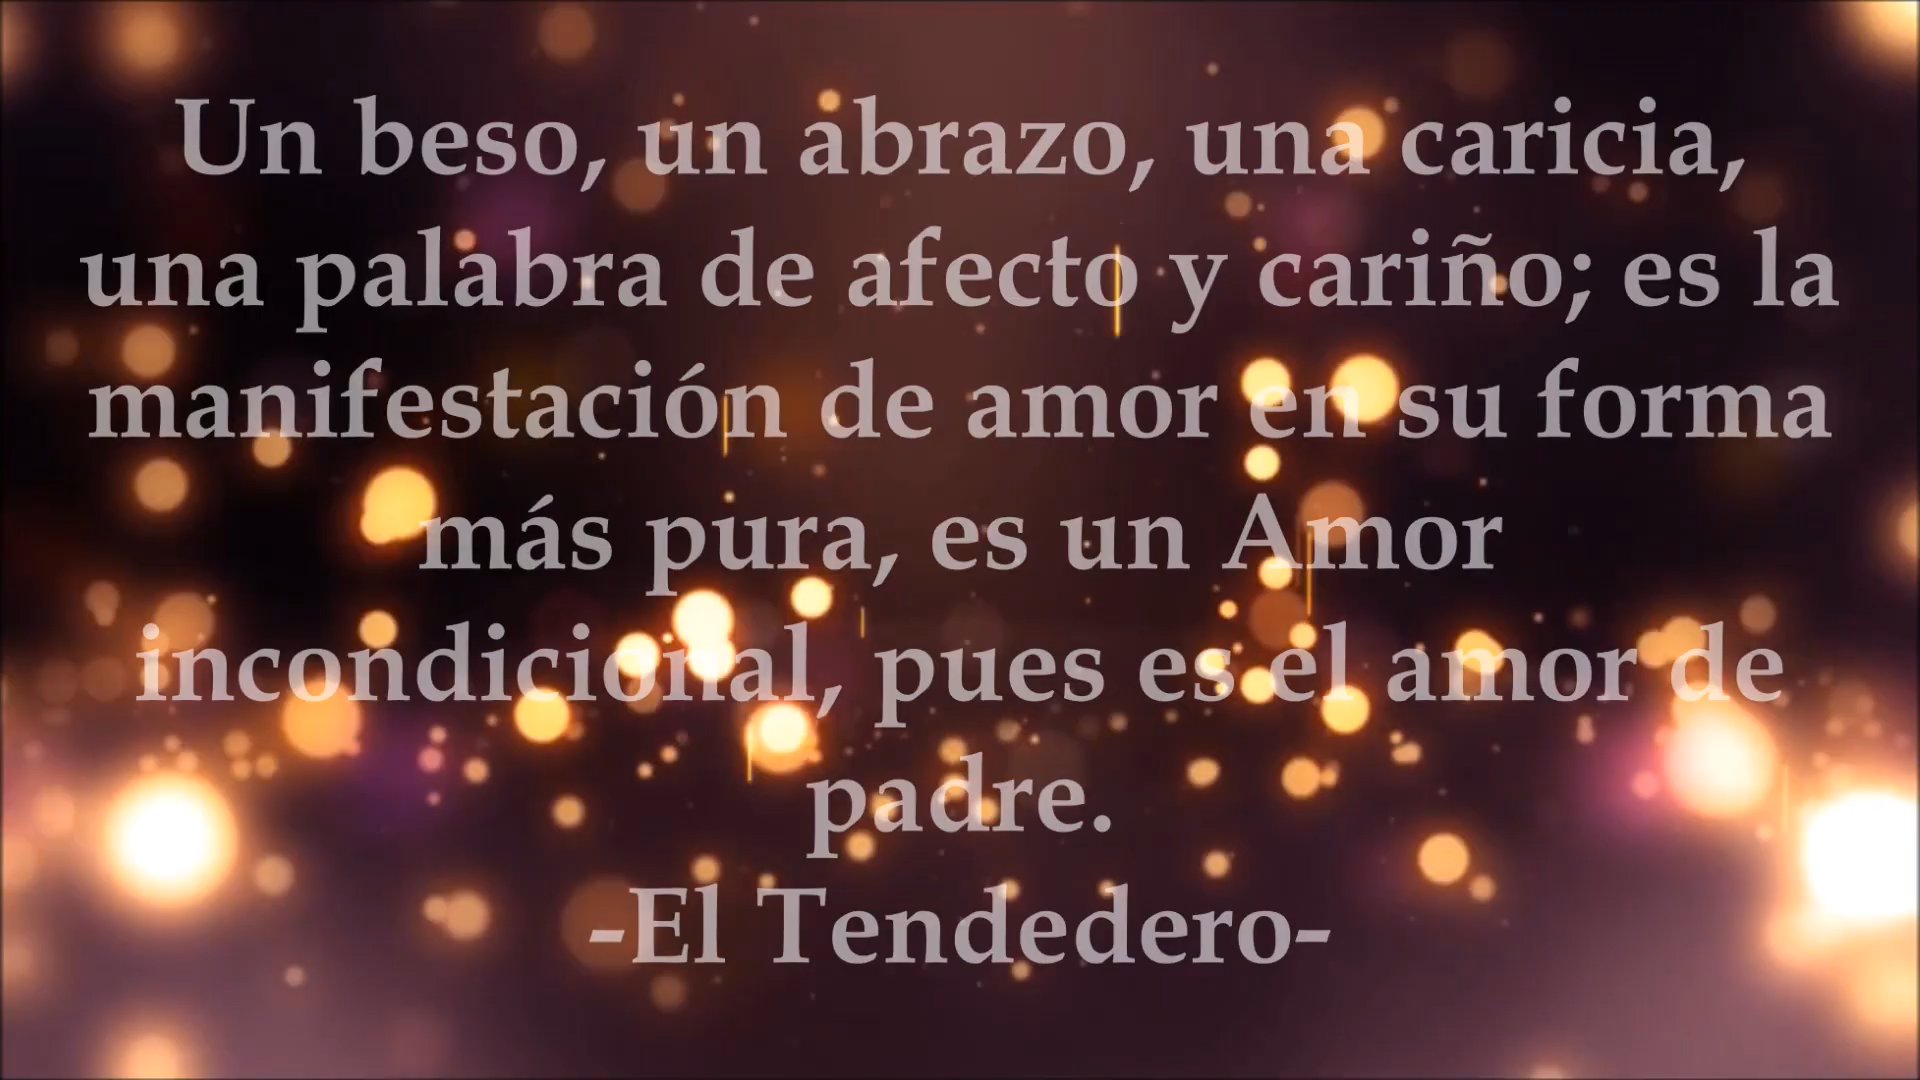 Un beso, un abrazo, una caricia,
una palabra de afecto y cariño; es la
manifestación de amor en su forma
más pura, es un Amor
incondicional, pues es el amor de
padre.
-El Tendedero-